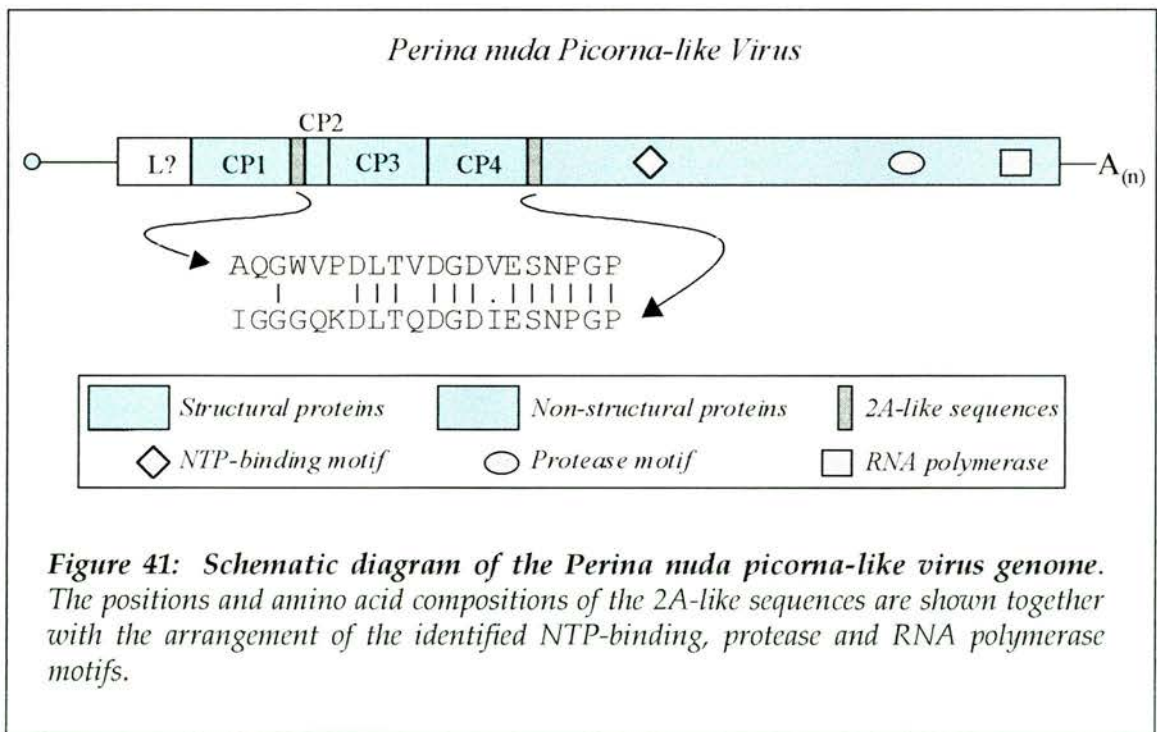 Perina nuda Picorna-like Virus
CP2
L? CP1 CP3 CP4 A(n)
AQGWVPDLTVDGDVESNPGP
IGGGQKDLTQDGDIESNPGP
Structural proteins Non-structural proteins 2A-like sequences
NTP-binding motif Protease motif RNA polymerase
Figure 41: Schematic diagram of the Perina nuda picorna-like virus genome.
The positions and amino acid compositions of the 2A-like sequences are shown together
with the arrangement of the identified NTP-binding, protease and RNA polymerase
motifs.